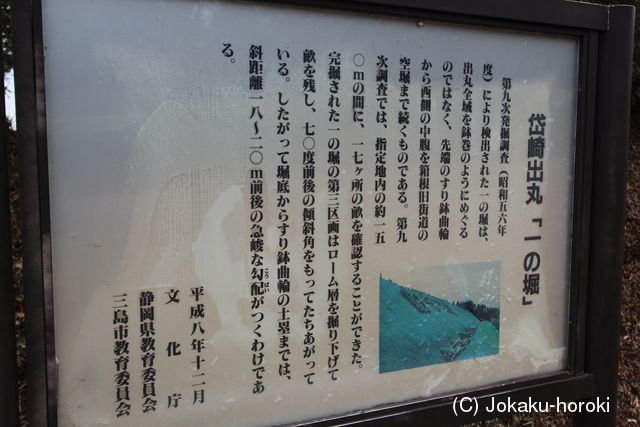 岱崎出丸「一の堀」
第九次発掘調査（昭和五六年
度）により検出された一の堀は、
出丸全域を鉢巻のようにめぐる
のではなく、先端のすり鉢曲輪
から西側の中腹を箱根旧街道の
空堀まで続くものである。第九
次調査では、指定地内の約一五
〇mの間に、一七ヶ所の畝を確認することができた。
完掘された一の堀の第三区画はローム層を掘り下げて
畝を残し、七〇度前後の傾斜角をもってたちあがって
いる。したがって堀底からすり鉢曲輪の土塁までは、
斜距離一八〜二〇m前後の急峻な勾配がつくわけであ
こうばい
る。
平成八年十二月
文化庁
静岡県教育委員会
三島市教育委員会
(C) Jokaku-horoki